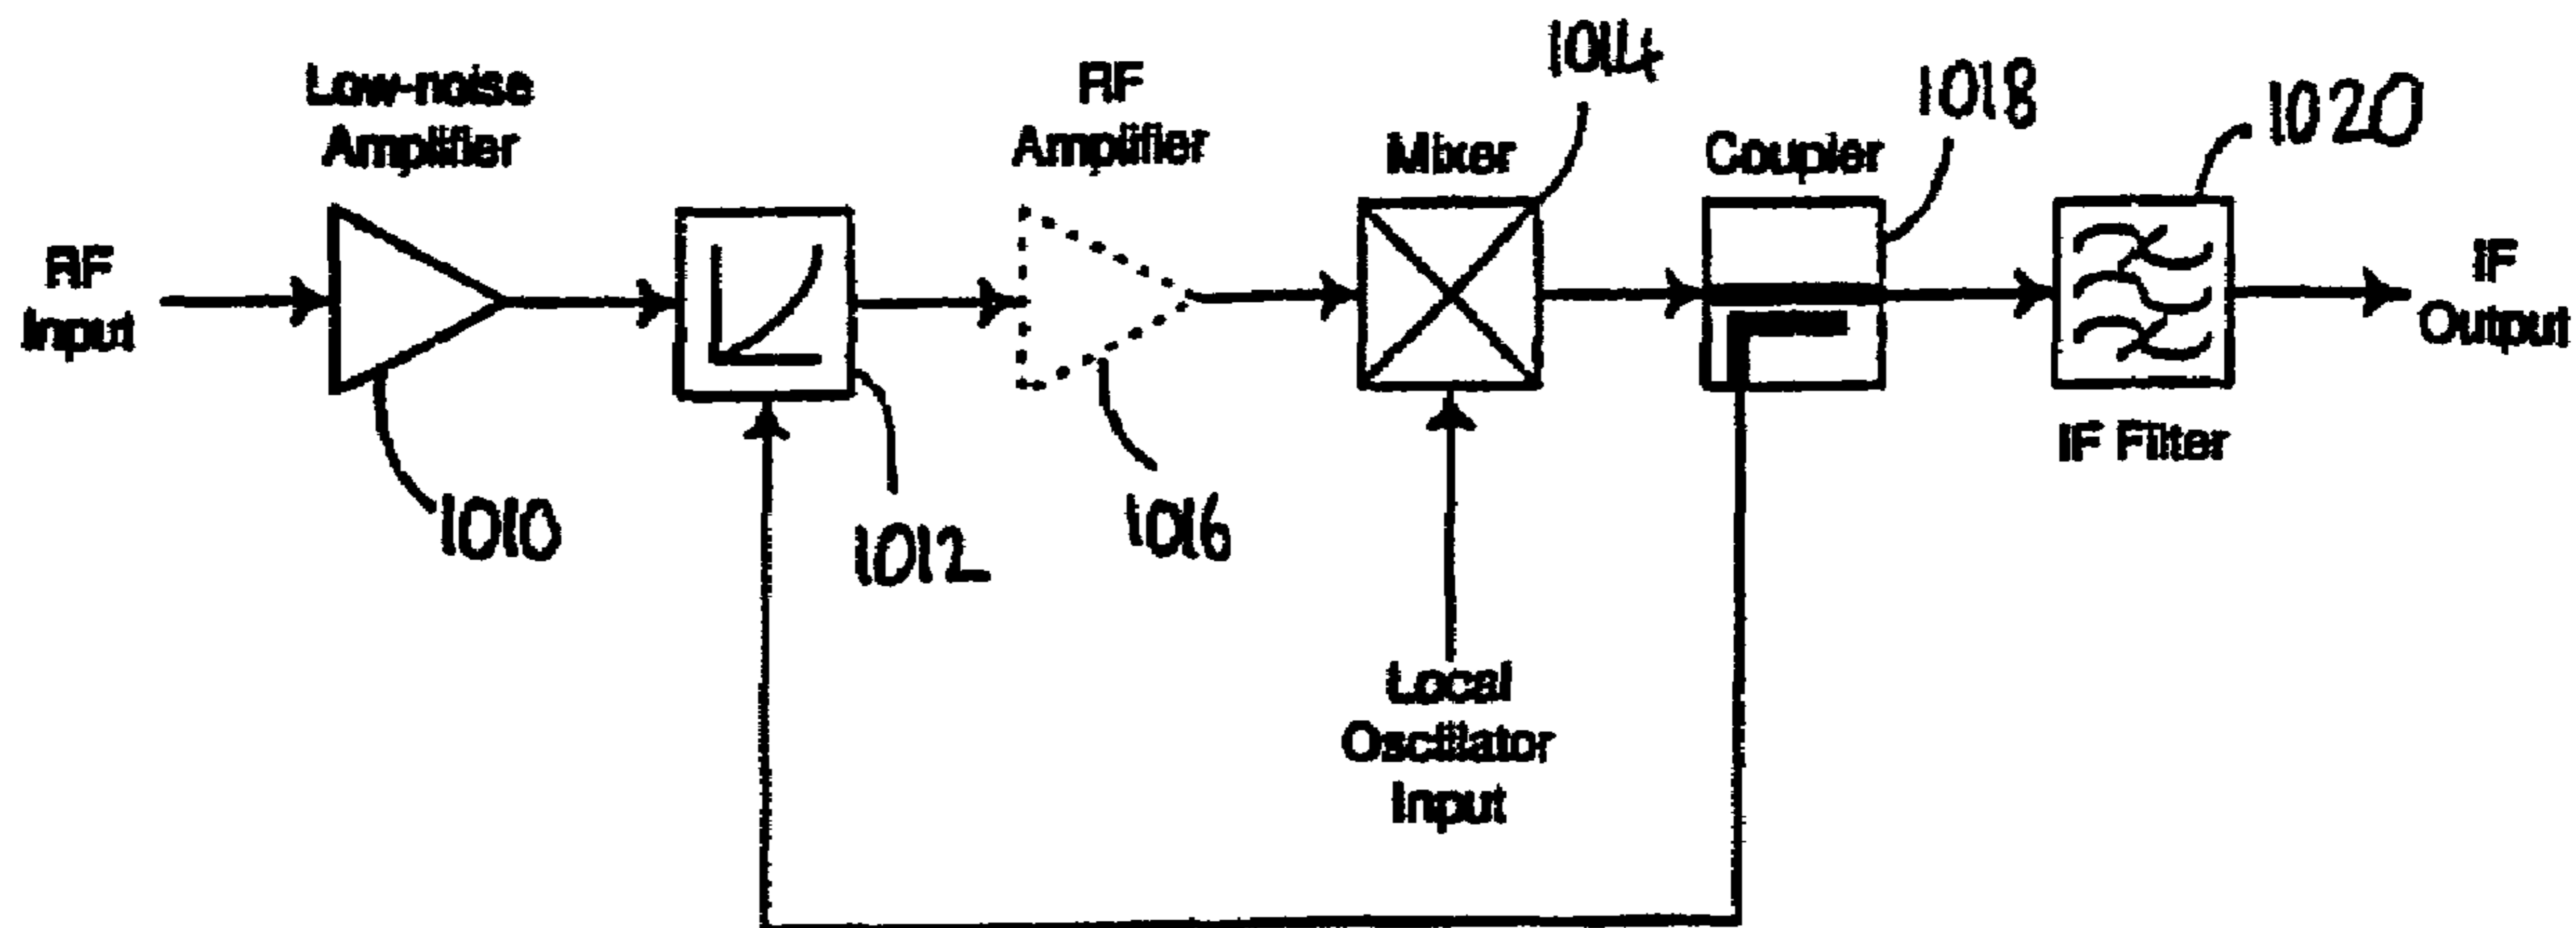 Low-noise
Amplifier
RF
Amplifier
1014
Mixer
Coupler
1018
1020
RF
Input
IF
Output
IF Filter
1010
1012
1016
Local
Oscillator
Input